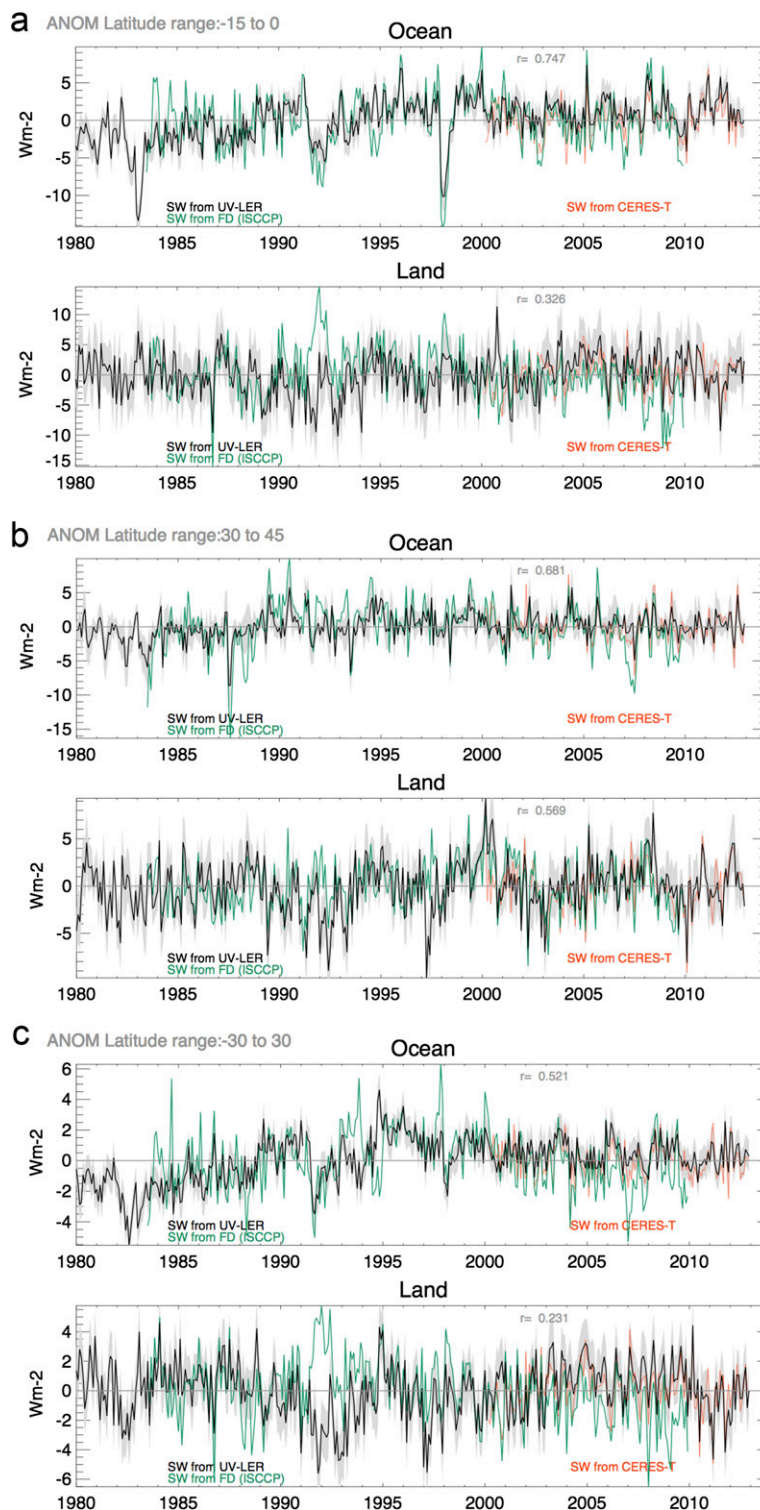 a ANOM Latitude range:-15 to 0
Ocean
r= 0.747
5
0
-5
-10
Wm-2
SW from UV-LER
SW from FD (ISCCP)
SW from CERES-T
1980 1985 1990 1995 2000 2005 2010
Land
r= 0.326
10
5
0
-5
-10
-15
Wm-2
SW from UV-LER
SW from FD (ISCCP)
SW from CERES-T
1980 1985 1990 1995 2000 2005 2010
b ANOM Latitude range:30 to 45
Ocean
r= 0.681
5
0
-5
-10
-15
Wm-2
SW from UV-LER
SW from FD (ISCCP)
SW from CERES-T
1980 1985 1990 1995 2000 2005 2010
Land
r= 0.569
5
0
-5
Wm-2
SW from UV-LER
SW from FD (ISCCP)
SW from CERES-T
1980 1985 1990 1995 2000 2005 2010
c ANOM Latitude range:-30 to 30
Ocean
r= 0.521
6
4
2
0
-2
-4
Wm-2
SW from UV-LER
SW from FD (ISCCP)
SW from CERES-T
1980 1985 1990 1995 2000 2005 2010
Land
r= 0.231
4
2
0
-2
-4
-6
Wm-2
SW from UV-LER
SW from FD (ISCCP)
SW from CERES-T
1980 1985 1990 1995 2000 2005 2010